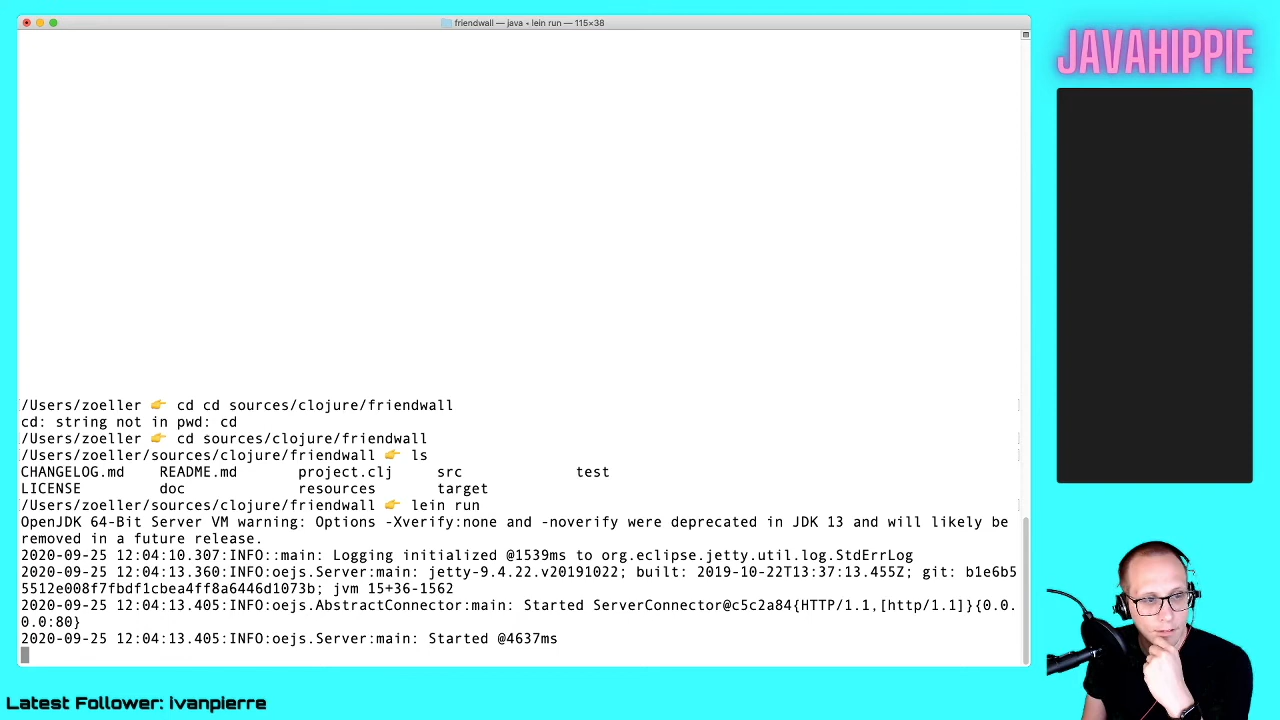 friendwall — java • lein run — 115×38
JAVAHIPPIE
/Users/zoeller 👉 cd cd sources/clojure/friendwall
cd: string not in pwd: cd
/Users/zoeller 👉 cd sources/clojure/friendwall
/Users/zoeller/sources/clojure/friendwall 👉 ls
CHANGELOG.md README.md project.clj src test
LICENSE doc resources target
/Users/zoeller/sources/clojure/friendwall 👉 lein run
OpenJDK 64-Bit Server VM warning: Options -Xverify:none and -noverify were deprecated in JDK 13 and will likely be
removed in a future release.
2020-09-25 12:04:10.307:INFO::main: Logging initialized @1539ms to org.eclipse.jetty.util.log.StdErrLog
2020-09-25 12:04:13.360:INFO:oejs.Server:main: jetty-9.4.22.v20191022; built: 2019-10-22T13:37:13.455Z; git: b1e6b5
5512e008f7fbdf1cbea4ff8a6446d1073b; jvm 15+36-1562
2020-09-25 12:04:13.405:INFO:oejs.AbstractConnector:main: Started ServerConnector@c5c2a84{HTTP/1.1,[http/1.1]}{0.0.
0.0:80}
2020-09-25 12:04:13.405:INFO:oejs.Server:main: Started @4637ms
Latest Follower: ivanpierre